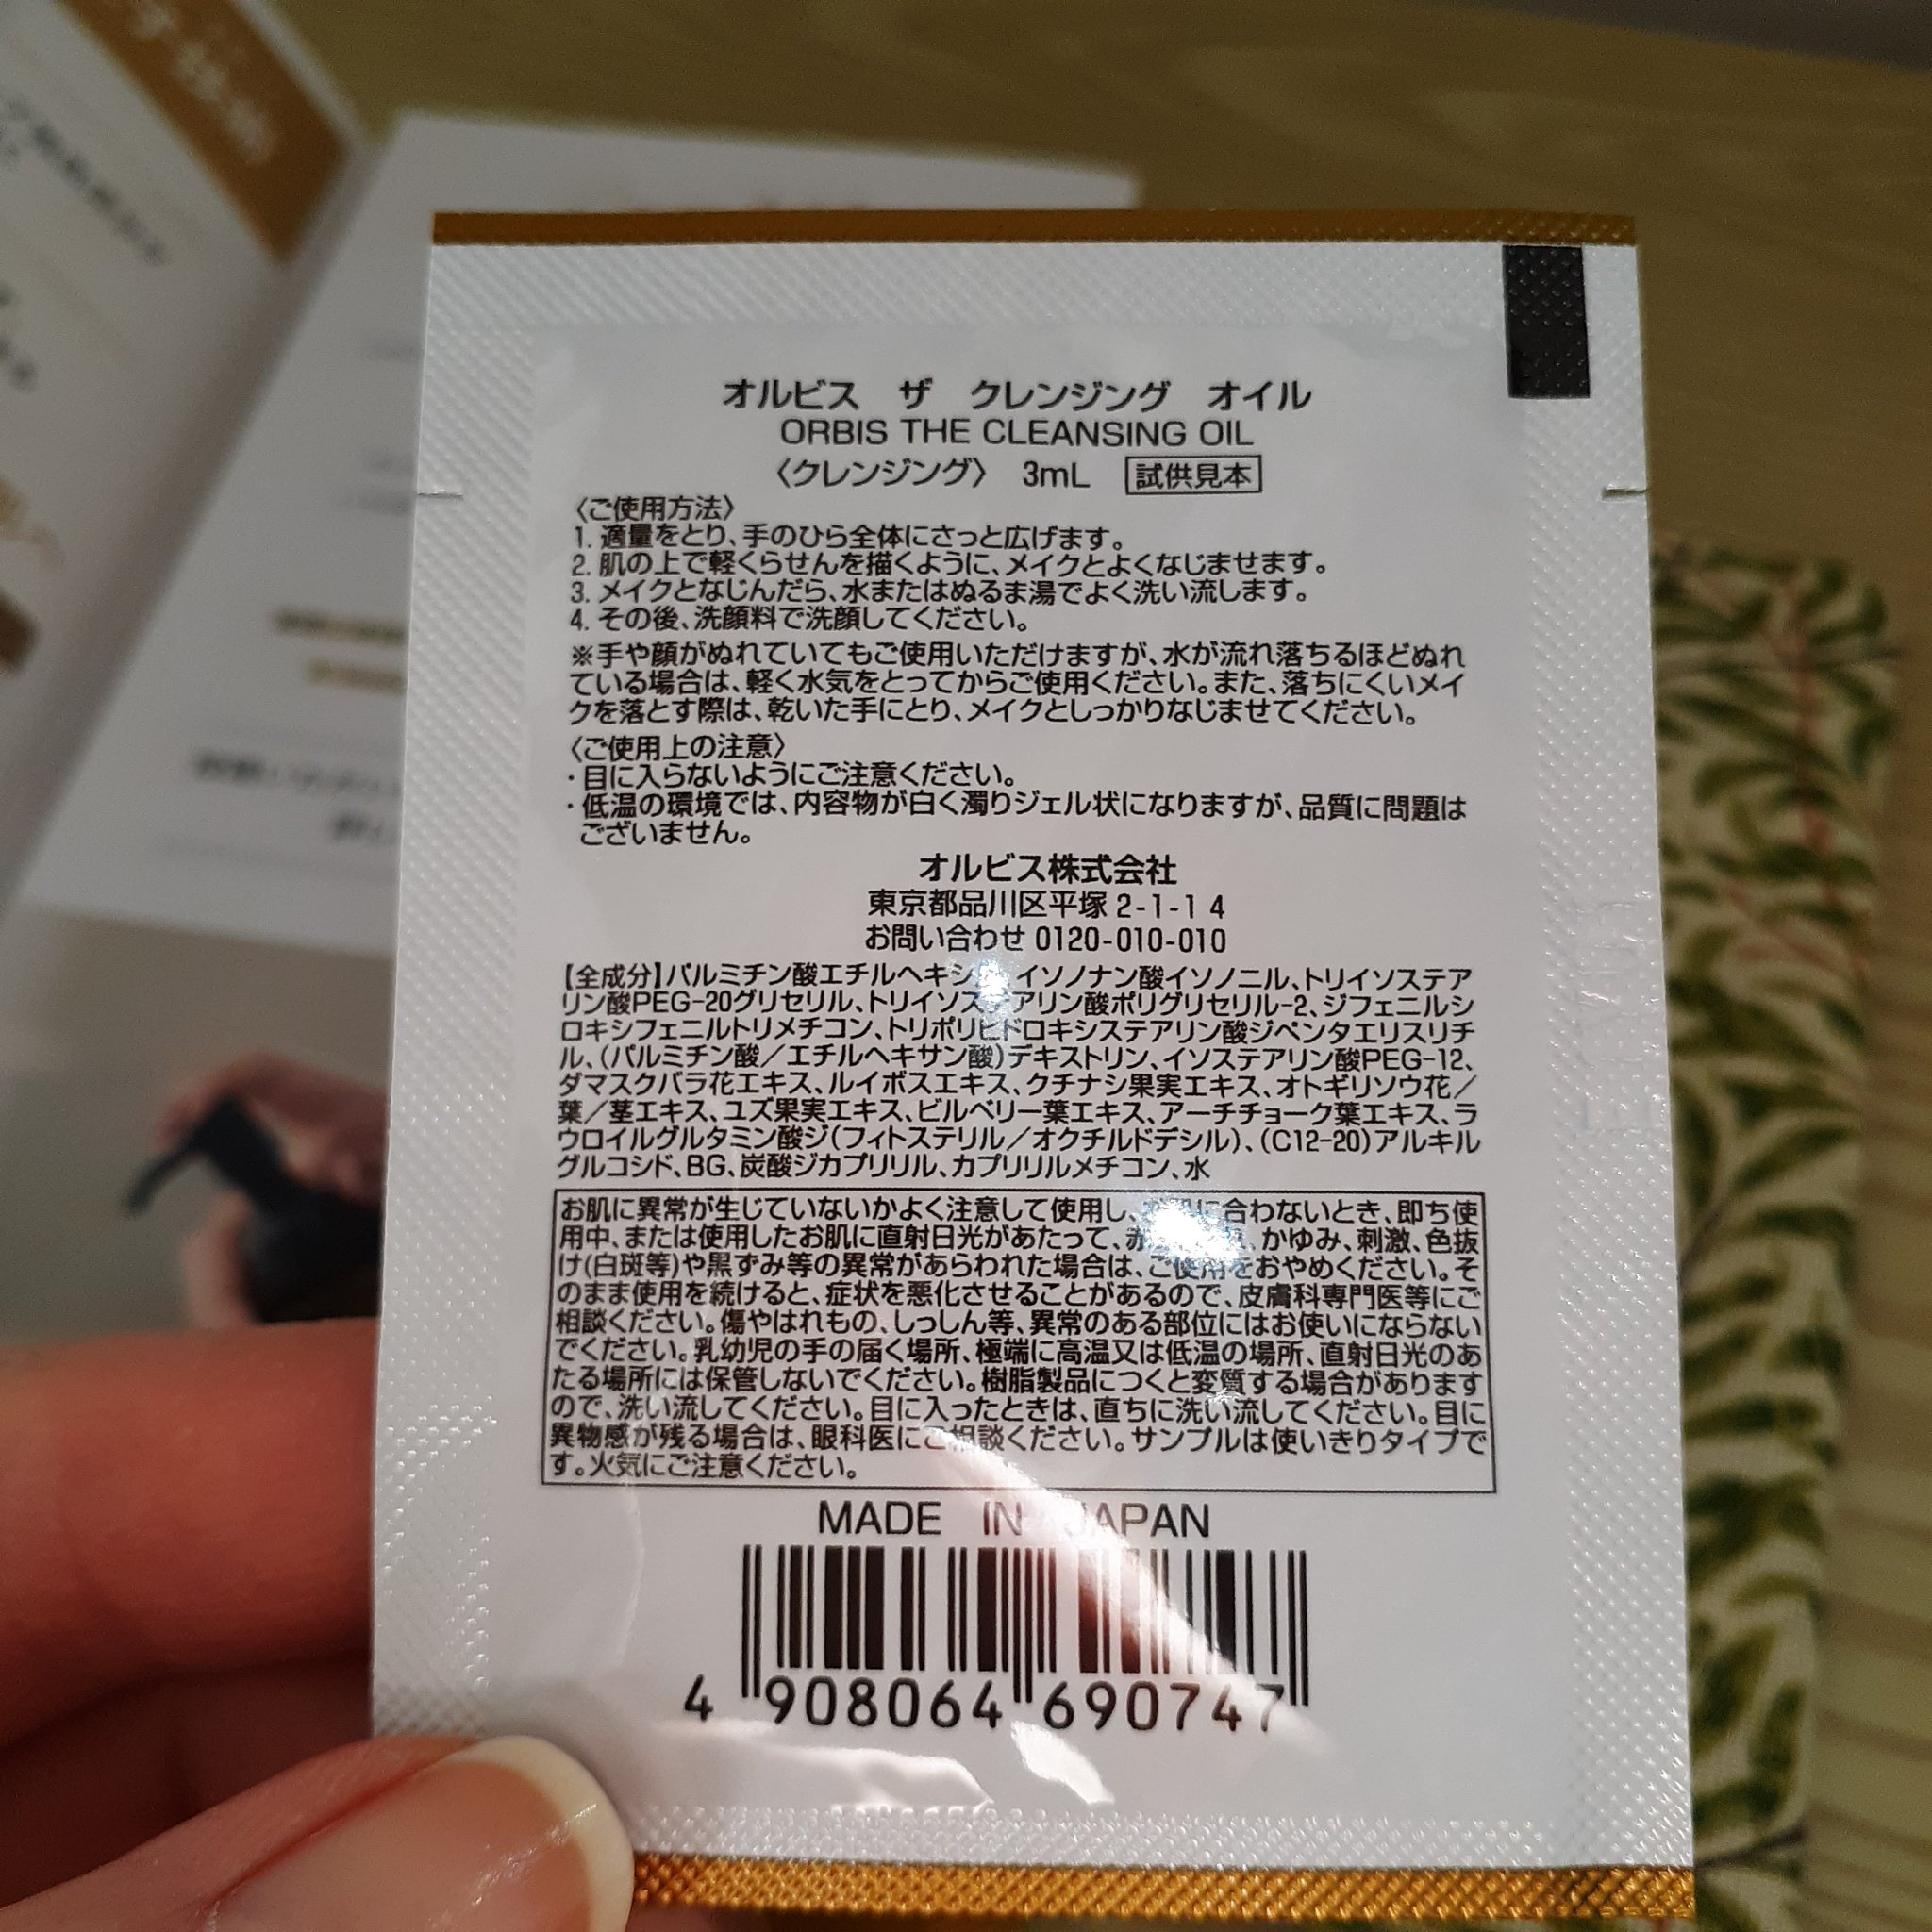 オルビス ザ クレンジング オイル
ORBIS THE CLEANSING OIL
〈クレンジング〉 3mL 試供見本
〈ご使用方法〉
1. 適量をとり、手のひら全体にさっと広げます。
2. 肌の上で軽くらせんを描くように、メイクとよくなじませます。
3. メイクとなじんだら、水またはぬるま湯でよく洗い流します。
4. その後、洗顔料で洗顔してください。
※手や顔がぬれていてもご使用いただけますが、水が流れ落ちるほどぬれ
ている場合は、軽く水気をとってからご使用ください。また、落ちにくいメイ
クを落とす際は、乾いた手にとり、メイクとしっかりなじませてください。
〈ご使用上の注意〉
・目に入らないようにご注意ください。
・低温の環境では、内容物が白く濁りジェル状になりますが、品質に問題は
ございません。
オルビス株式会社
東京都品川区平塚 2-1-1 4
お問い合わせ 0120-010-010
【全成分】パルミチン酸エチルヘキシ イソノナン酸イソノニル、トリイソステア
リン酸PEG-20グリセリル、トリイソステアリン酸ポリグリセリル-2、ジフェニルシ
ロキシフェニルトリメチコン、トリポリヒドロキシステアリン酸ジペンタエリスリチ
ル、(パルミチン酸／エチルヘキサン酸)デキストリン、イソステアリン酸PEG-12、
ダマスクバラ花エキス、ルイボスエキス、クチナシ果実エキス、オトギリソウ花／
葉／茎エキス、ユズ果実エキス、ビルベリー葉エキス、アーチチョーク葉エキス、ラ
ウロイルグルタミン酸ジ(フィトステリル／オクチルドデシル)、(C12-20)アルキル
グルコシド、BG、炭酸ジカプリリル、カプリリルメチコン、水
お肌に異常が生じていないかよく注意して使用し、 に合わないとき、即ち使
用中、または使用したお肌に直射日光があたって、赤 、かゆみ、刺激、色抜
け(白斑等)や黒ずみ等の異常があらわれた場合は、ご使用をおやめください。そ
のまま使用を続けると、症状を悪化させることがあるので、皮膚科専門医等にご
相談ください。傷やはれもの、しっしん等、異常のある部位にはお使いにならない
でください。乳幼児の手の届く場所、極端に高温又は低温の場所、直射日光のあ
たる場所には保管しないでください。樹脂製品につくと変質する場合があります
ので、洗い流してください。目に入ったときは、直ちに洗い流してください。目に
異物感が残る場合は、眼科医にご相談ください。サンプルは使いきりタイプで
す。火気にご注意ください。
MADE IN JAPAN
4 908064 690747